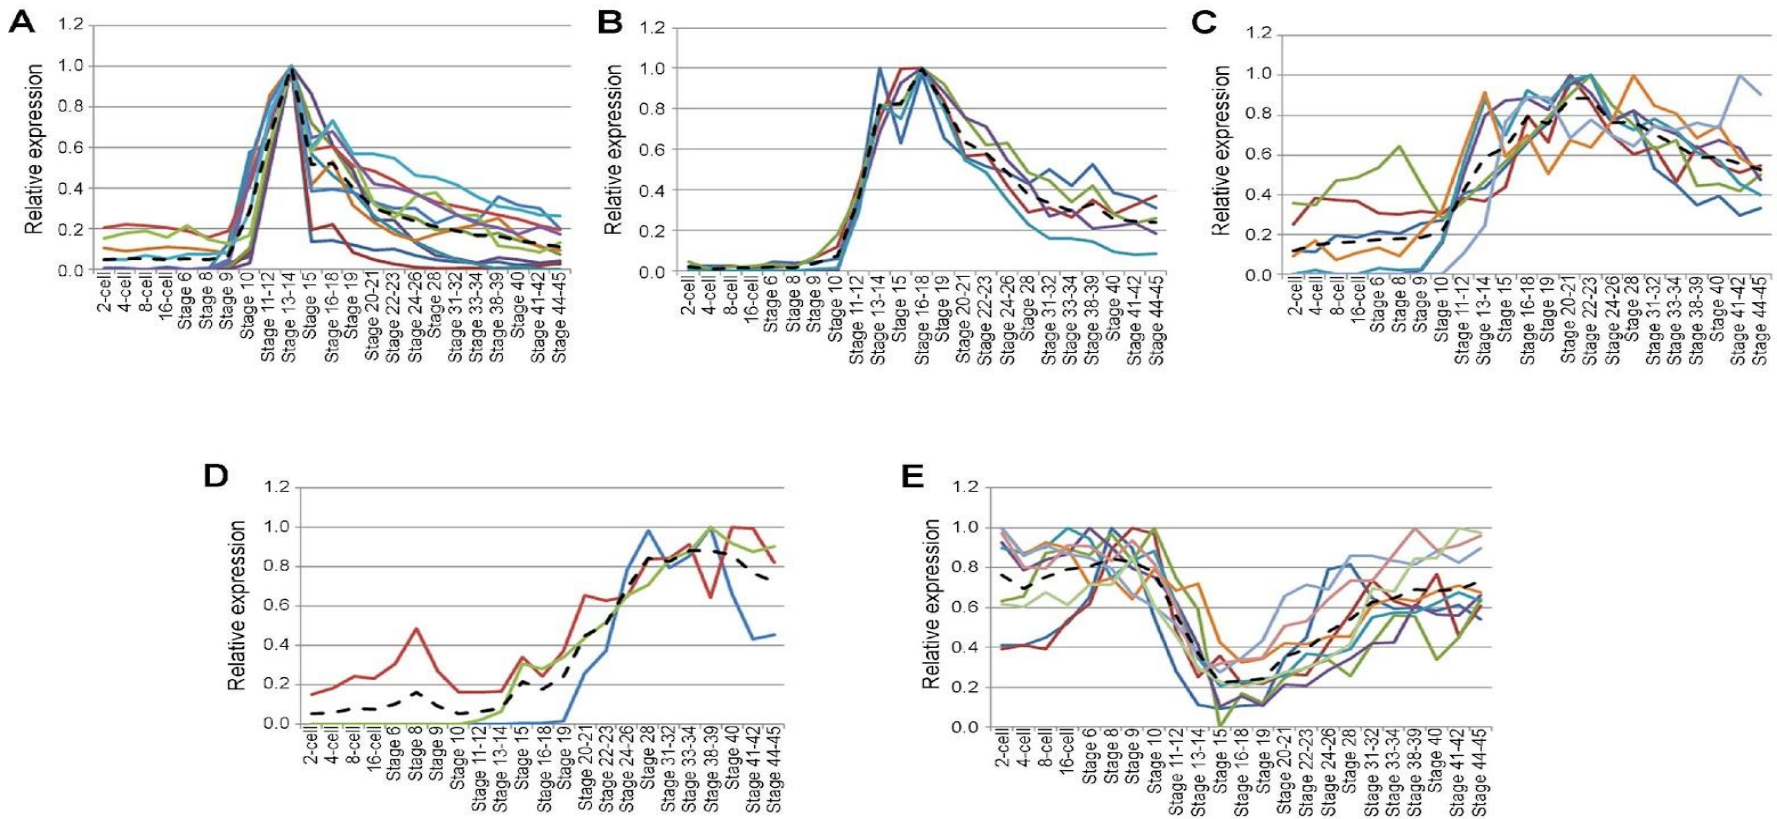 A
1.2
1.0
0.8
0.6
0.4
0.2
0.0
Relative expression
2-cell
4-cell
8-cell
16-cell
Stage 6
Stage 8
Stage 9
Stage 10
Stage 11-12
Stage 13-14
Stage 15
Stage 16-18
Stage 19
Stage 20-21
Stage 22-23
Stage 24-26
Stage 28
Stage 31-32
Stage 33-34
Stage 38-39
Stage 40
Stage 41-42
Stage 44-45
B
1.2
1.0
0.8
0.6
0.4
0.2
0.0
Relative expression
2-cell
4-cell
8-cell
16-cell
Stage 6
Stage 8
Stage 9
Stage 10
Stage 11-12
Stage 13-14
Stage 15
Stage 16-18
Stage 19
Stage 20-21
Stage 22-23
Stage 24-26
Stage 28
Stage 31-32
Stage 33-34
Stage 38-39
Stage 40
Stage 41-42
Stage 44-45
C
1.2
1.0
0.8
0.6
0.4
0.2
0.0
Relative expression
2-cell
4-cell
8-cell
16-cell
Stage 6
Stage 8
Stage 9
Stage 10
Stage 11-12
Stage 13-14
Stage 15
Stage 16-18
Stage 19
Stage 20-21
Stage 22-23
Stage 24-26
Stage 28
Stage 31-32
Stage 33-34
Stage 38-39
Stage 40
Stage 41-42
Stage 44-45
D
1.2
1.0
0.8
0.6
0.4
0.2
0.0
Relative expression
2-cell
4-cell
8-cell
16-cell
Stage 6
Stage 8
Stage 9
Stage 10
Stage 11-12
Stage 13-14
Stage 15
Stage 16-18
Stage 19
Stage 20-21
Stage 22-23
Stage 24-26
Stage 28
Stage 31-32
Stage 33-34
Stage 38-39
Stage 40
Stage 41-42
Stage 44-45
E
1.2
1.0
0.8
0.6
0.4
0.2
0.0
Relative expression
2-cell
4-cell
8-cell
16-cell
Stage 6
Stage 8
Stage 9
Stage 10
Stage 11-12
Stage 13-14
Stage 15
Stage 16-18
Stage 19
Stage 20-21
Stage 22-23
Stage 24-26
Stage 28
Stage 31-32
Stage 33-34
Stage 38-39
Stage 40
Stage 41-42
Stage 44-45